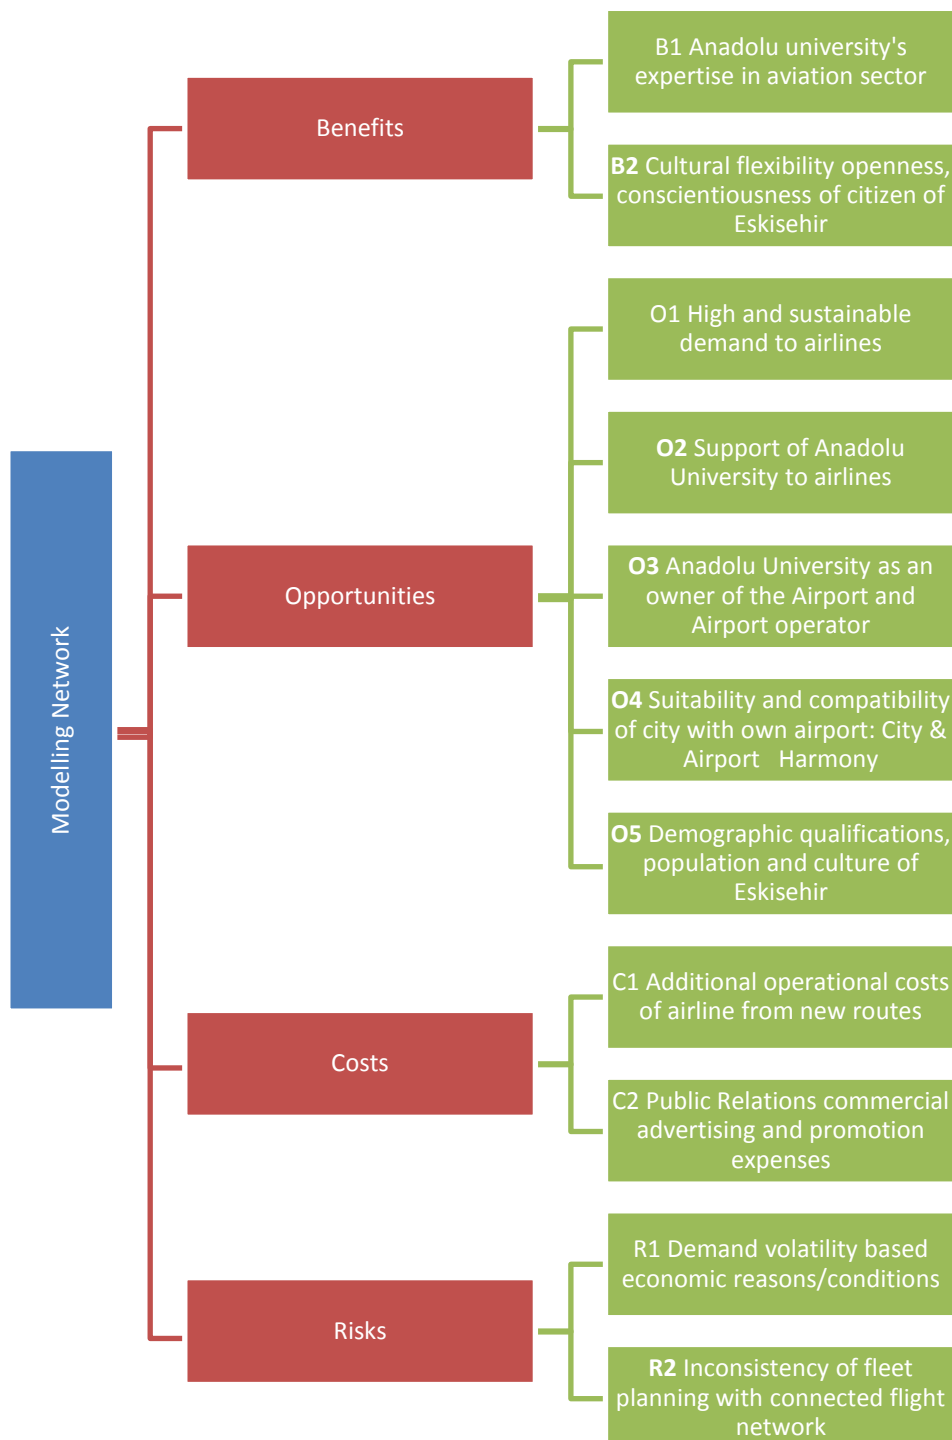 Modelling Network
Benefits
B1 Anadolu university's
expertise in aviation sector
B2 Cultural flexibility openness,
conscientiousness of citizen of
Eskisehir
Opportunities
O1 High and sustainable
demand to airlines
O2 Support of Anadolu
University to airlines
O3 Anadolu University as an
owner of the Airport and
Airport operator
O4 Suitability and compatibility
of city with own airport: City &
Airport Harmony
O5 Demographic qualifications,
population and culture of
Eskisehir
Costs
C1 Additional operational costs
of airline from new routes
C2 Public Relations commercial
advertising and promotion
expenses
Risks
R1 Demand volatility based
economic reasons/conditions
R2 Inconsistency of fleet
planning with connected flight
network